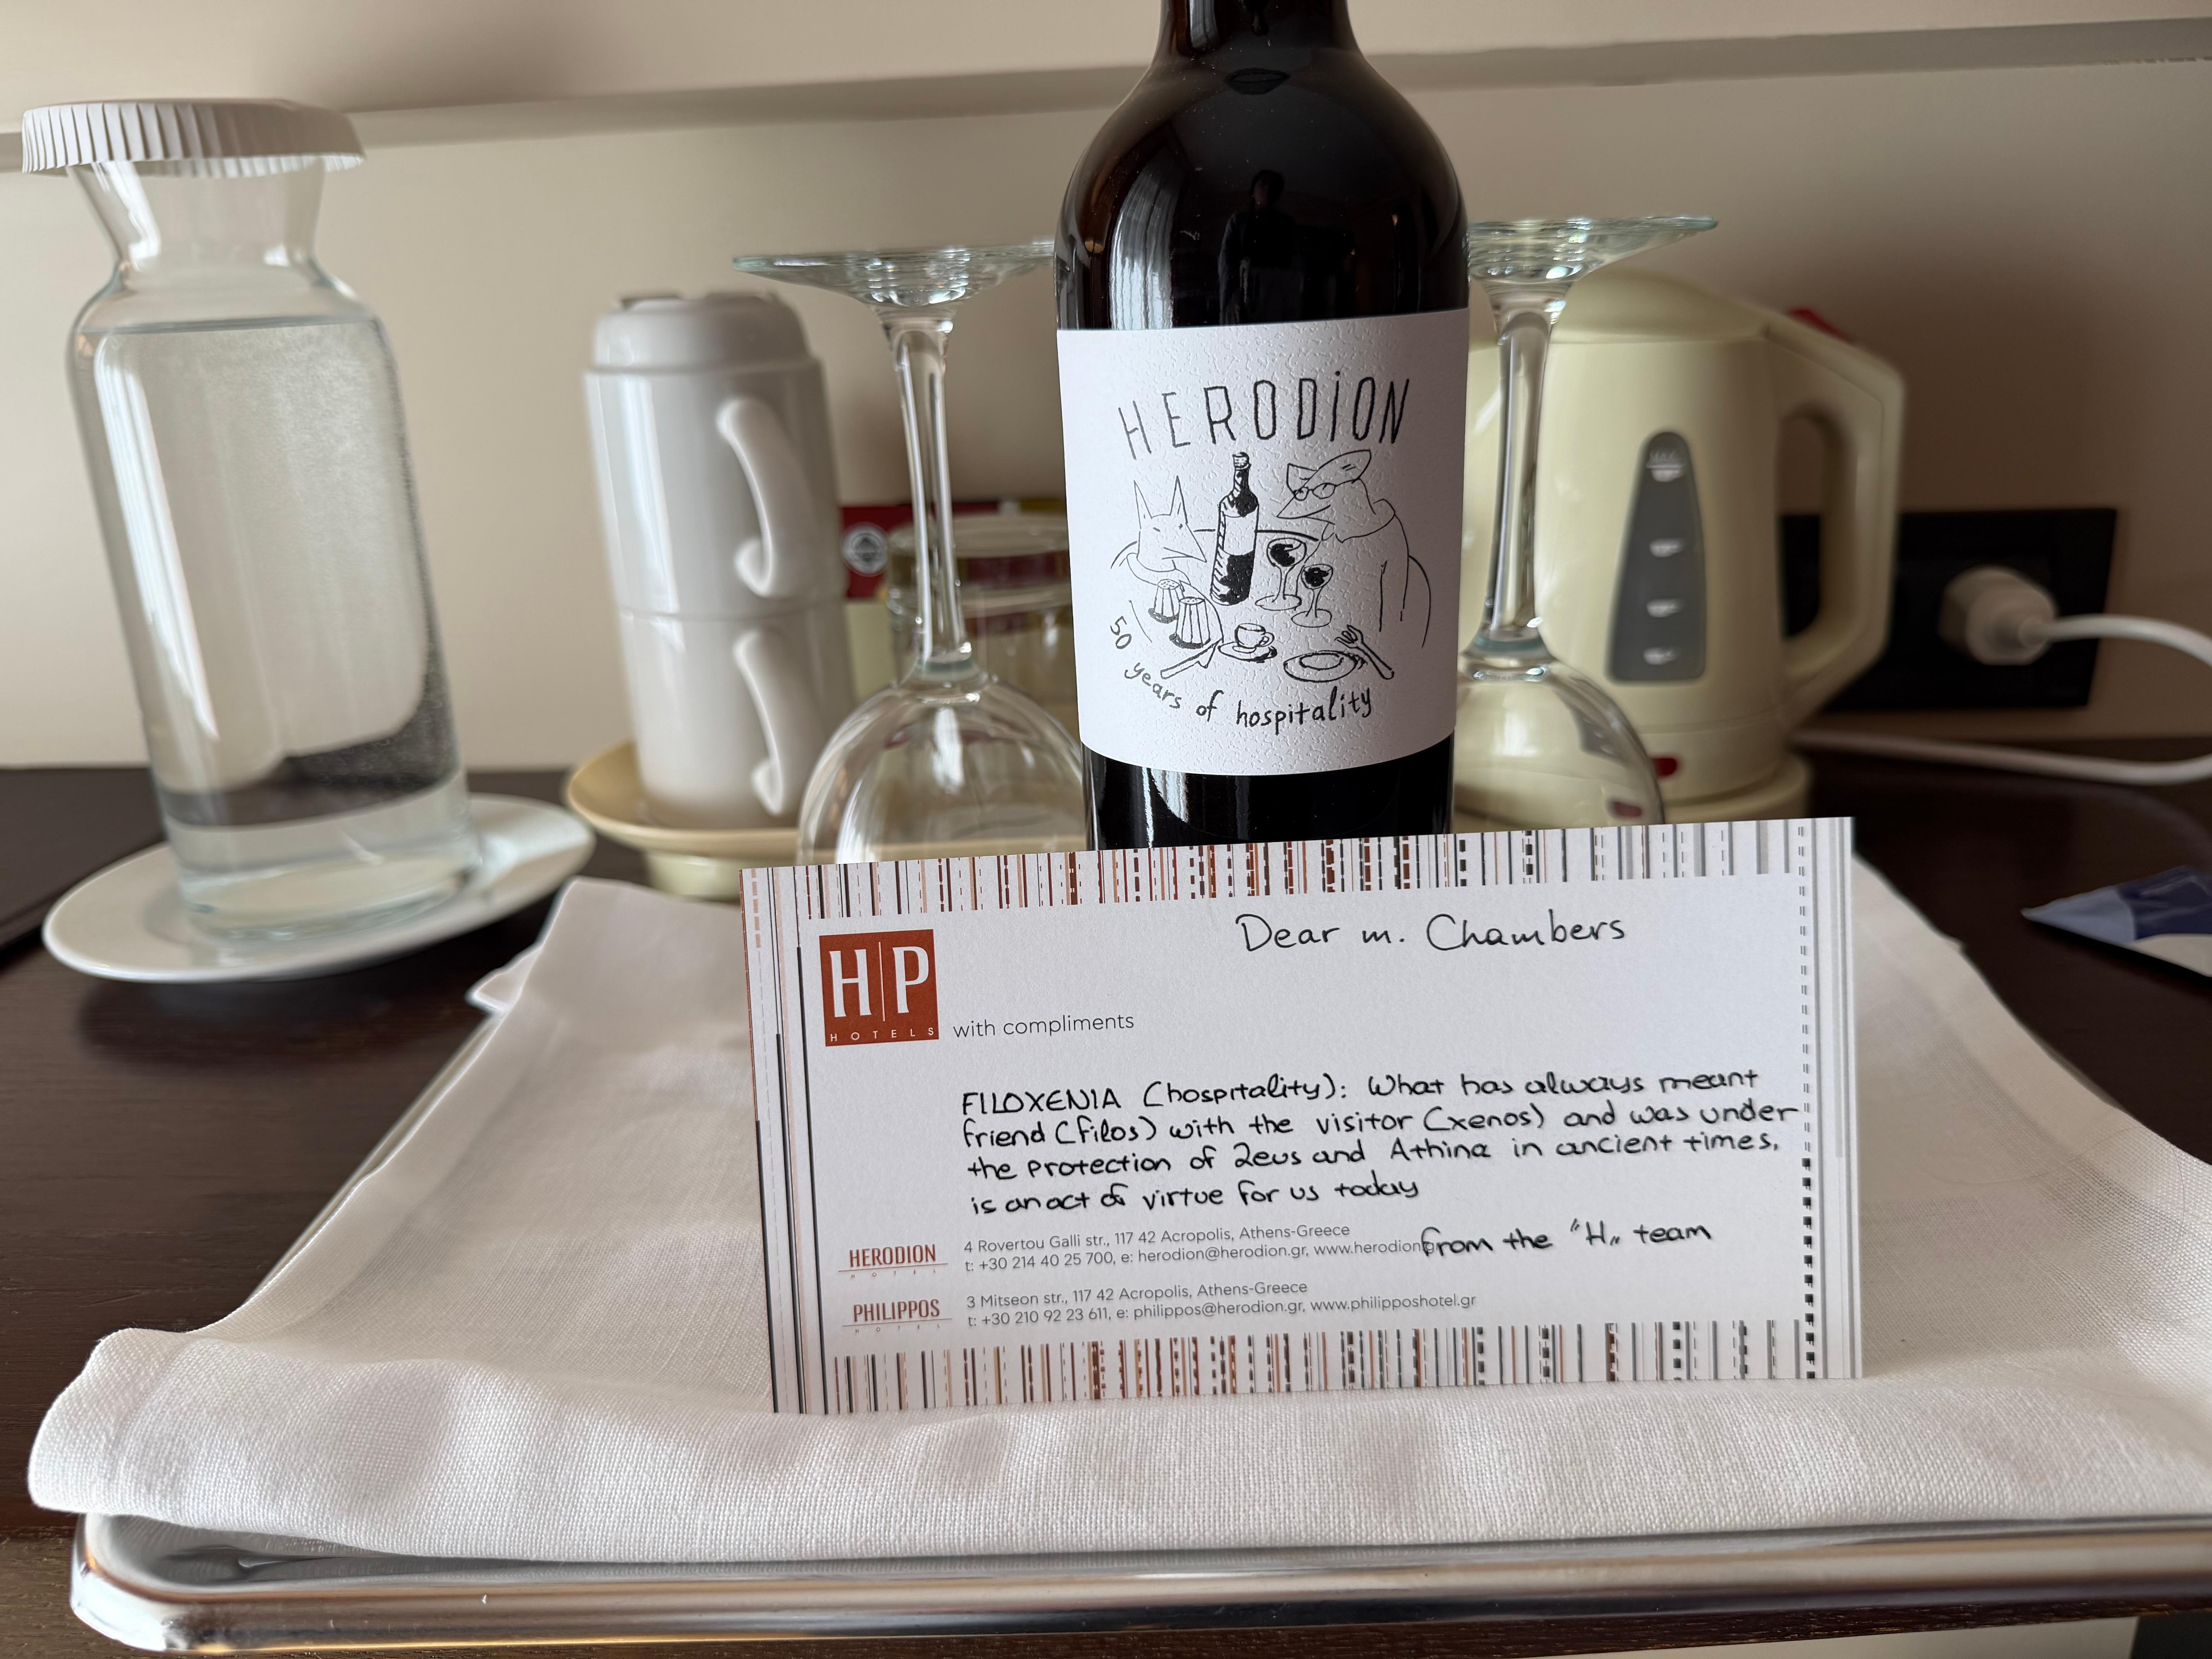 HERODiON
50 years of hospitality
Dear m. Chambers
H|P
HOTELS
with compliments
FILOXENIA (hospitality): What has always meant
friend (filos) with the visitor (xenos) and was under
the protection of Zeus and Athina in ancient times,
is an act of virtue for us today
from the "H„ team
HERODION
HOTEL
4 Rovertou Galli str., 117 42 Acropolis, Athens-Greece
t: +30 214 40 25 700, e: herodion@herodion.gr, www.herodion
PHILIPPOS
HOTEL
3 Mitseon str., 117 42 Acropolis, Athens-Greece
t: +30 210 92 23 611, e: philippos@herodion.gr, www.philipposhotel.gr